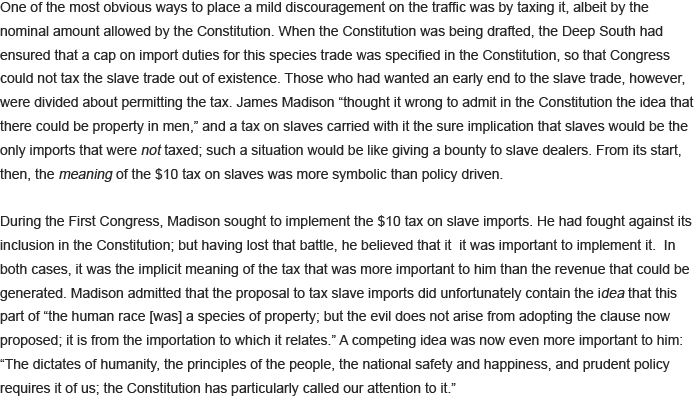 One of the most obvious ways to place a mild discouragement on the traffic was by taxing it, albeit by the
nominal amount allowed by the Constitution. When the Constitution was being drafted, the Deep South had
ensured that a cap on import duties for this species trade was specified in the Constitution, so that Congress
could not tax the slave trade out of existence. Those who had wanted an early end to the slave trade, however,
were divided about permitting the tax. James Madison “thought it wrong to admit in the Constitution the idea that
there could be property in men,” and a tax on slaves carried with it the sure implication that slaves would be the
only imports that were not taxed; such a situation would be like giving a bounty to slave dealers. From its start,
then, the meaning of the $10 tax on slaves was more symbolic than policy driven.
During the First Congress, Madison sought to implement the $10 tax on slave imports. He had fought against its
inclusion in the Constitution; but having lost that battle, he believed that it  it was important to implement it.  In
both cases, it was the implicit meaning of the tax that was more important to him than the revenue that could be
generated. Madison admitted that the proposal to tax slave imports did unfortunately contain the idea that this
part of “the human race [was] a species of property; but the evil does not arise from adopting the clause now
proposed; it is from the importation to which it relates.” A competing idea was now even more important to him:
“The dictates of humanity, the principles of the people, the national safety and happiness, and prudent policy
requires it of us; the Constitution has particularly called our attention to it.”